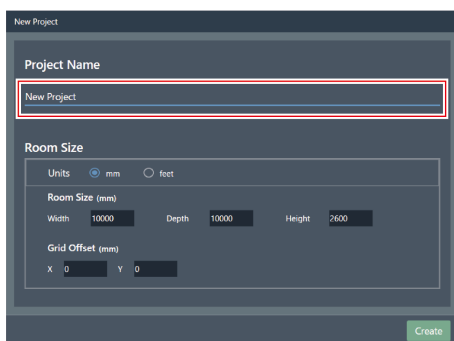 New Project
Project Name
New Project
Room Size
Units mm feet
Room Size (mm)
Width 10000 Depth 10000 Height 2600
Grid Offset (mm)
X 0 Y 0
Create